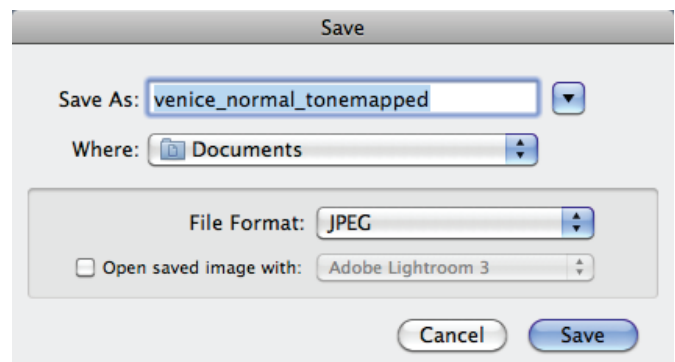 Save
Save As: venice_normal_tonemapped
Where: Documents
File Format: JPEG
Open saved image with: Adobe Lightroom 3
Cancel Save